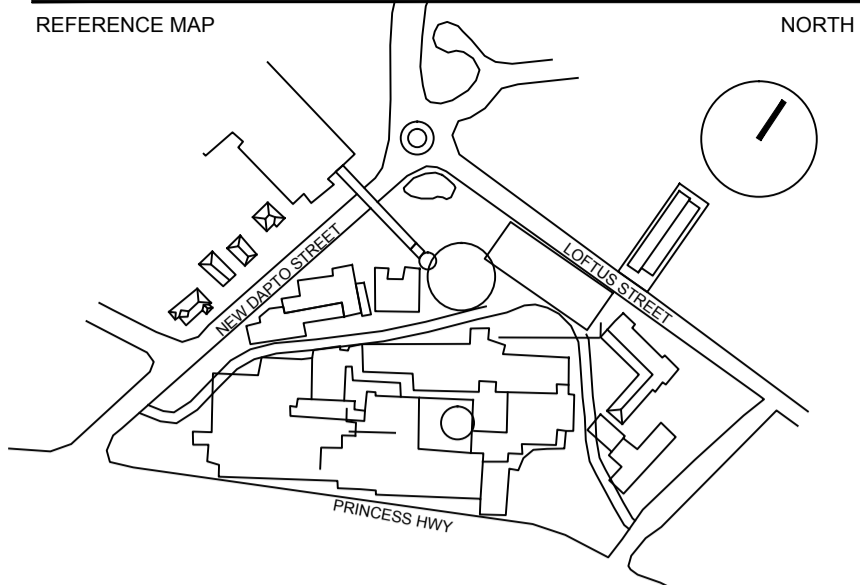 REFERENCE MAP
NORTH
NEW DAPTO STREET
LOFTUS STREET
PRINCESS HWY